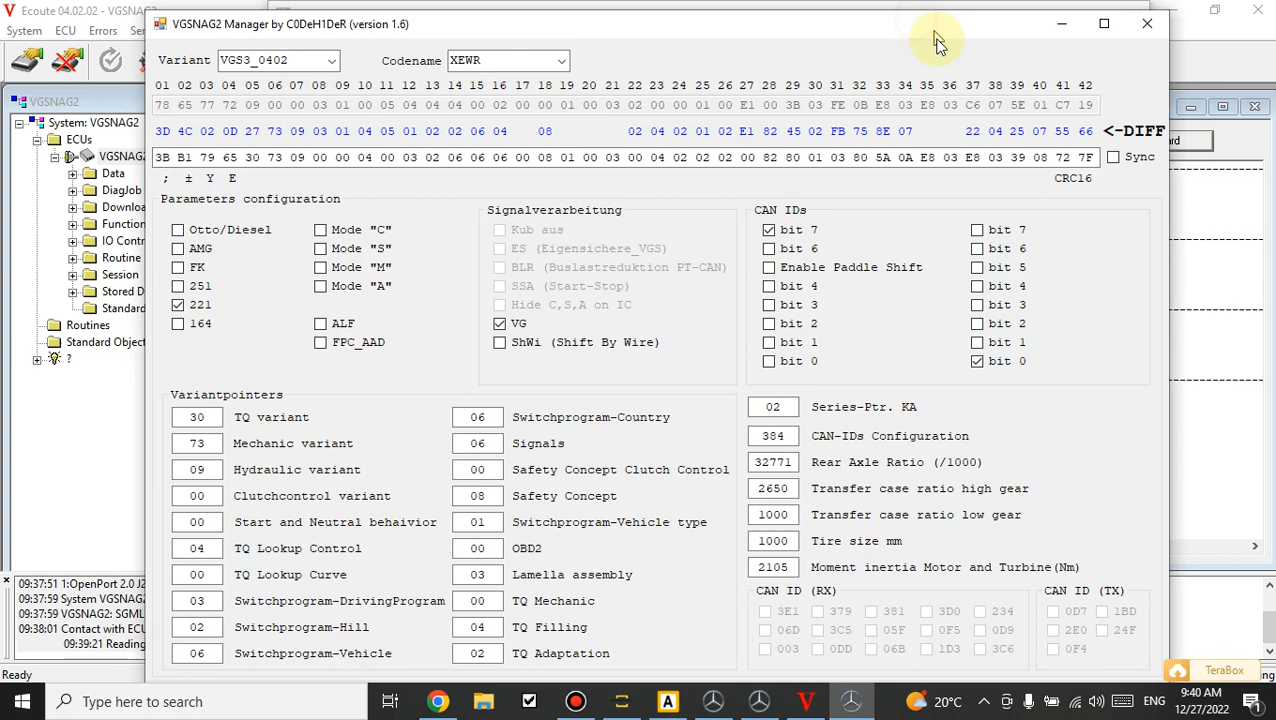 Ecoute 04.02.02 - [
VGSNAG2 Manager by C0DeH1DeR (version 1.6)
System ECU Errors
Variant VGS3_0402 Codename XEWR
01 02 03 04 05 06 07 08 09 10 11 12 13 14 15 16 17 18 19 20 21 22 23 24 25 26 27 28 29 30 31 32 33 34 35 36 37 38 39 40 41 42
78 65 77 72 09 00 00 03 01 00 05 04 04 04 00 02 00 00 01 00 03 02 00 00 01 01 E1 00 3B 03 FE 0B E8 03 E8 03 C6 07 5E 01 C7 19
3D 4C 02 0D 27 73 09 03 01 04 05 01 02 02 06 04 08 02 04 02 01 02 E1 82 45 02 FB 75 8E 07 22 04 25 07 55 66 <-DIFF
3B B1 79 65 30 73 09 00 00 04 00 03 02 06 06 06 00 08 01 00 03 00 04 02 02 02 00 82 80 01 03 80 5A 0A E8 03 E8 03 39 08 72 7F Sync
; ± Y E CRC16
VGSNAG2
System: VGSNAG2
ECUs
VGSNAG2
Data
DiagJob
Downloa
Function
IO Contr
Routine
Session
Stored D
Standard
Routines
Standard Objec
?
Parameters configuration
Otto/Diesel
AMG
FK
251
221
164
Mode "C"
Mode "S"
Mode "M"
Mode "A"
ALF
FPC_AAD
Signalverarbeitung
Kub aus
ES (Eigensichere_VGS)
BLR (Buslastreduktion PT-CAN)
SSA (Start-Stop)
Hide C,S,A on IC
VG
ShWi (Shift By Wire)
CAN IDs
bit 7 bit 7
bit 6 bit 6
Enable Paddle Shift bit 5
bit 4 bit 4
bit 3 bit 3
bit 2 bit 2
bit 1 bit 1
bit 0 bit 0
Variantpointers
30 TQ variant
73 Mechanic variant
09 Hydraulic variant
00 Clutchcontrol variant
00 Start and Neutral behaivior
04 TQ Lookup Control
00 TQ Lookup Curve
03 Switchprogram-DrivingProgram
02 Switchprogram-Hill
06 Switchprogram-Vehicle
06 Switchprogram-Country
06 Signals
00 Safety Concept Clutch Control
08 Safety Concept
01 Switchprogram-Vehicle type
00 OBD2
03 Lamella assembly
00 TQ Mechanic
04 TQ Filling
02 TQ Adaptation
02 Series-Ptr. KA
384 CAN-IDs Configuration
32771 Rear Axle Ratio (/1000)
2650 Transfer case ratio high gear
1000 Transfer case ratio low gear
1000 Tire size mm
2105 Moment inertia Motor and Turbine(Nm)
CAN ID (RX)
3E1 379 381 3D0 234
06D 3C5 05F 0F5 0D9
003 0DD 06B 1D3 3C6
CAN ID (TX)
0D7 1BD
2E0 24F
0F4
09:37:51 1:OpenPort 2.0 J2
09:37:59 System VGSNAG2
09:37:59 VGSNAG2: SGML
09:38:01 Contact with ECU
09:39:21 Reading
Ready
TeraBox
Type here to search
20°C
ENG
9:40 AM
12/27/2022